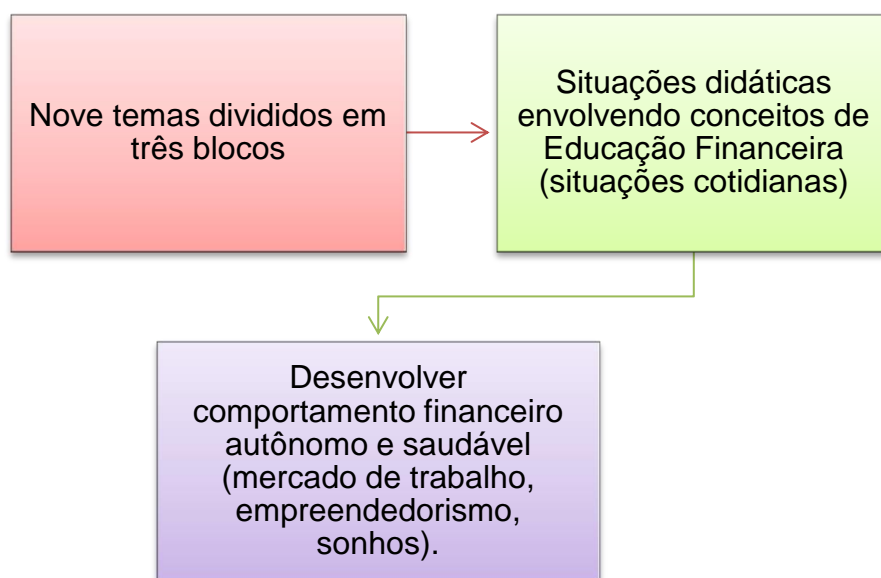 Nove temas divididos em
três blocos
Situações didáticas
envolvendo conceitos de
Educação Financeira
(situações cotidianas)
Desenvolver
comportamento financeiro
autônomo e saudável
(mercado de trabalho,
empreendedorismo,
sonhos).